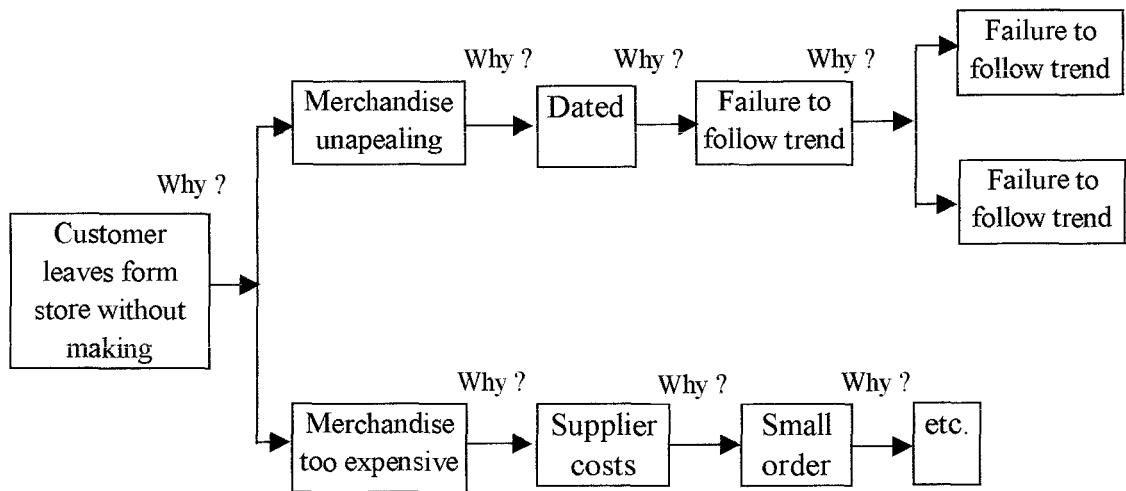 Why ?
Customer
leaves form
store without
making
Merchandise
unapealing
Why ?
Dated
Why ?
Failure to
follow trend
Why ?
Failure to
follow trend
Failure to
follow trend
Merchandise
too expensive
Why ?
Supplier
costs
Why ?
Small
order
Why ?
etc.